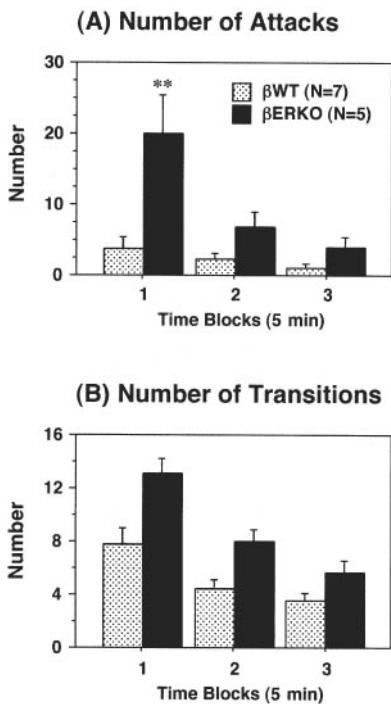 (A) Number of Attacks
30
20
10
0
Number
**
βWT (N=7)
βERKO (N=5)
1 2 3
Time Blocks (5 min)
(B) Number of Transitions
16
12
8
4
0
Number
1 2 3
Time Blocks (5 min)